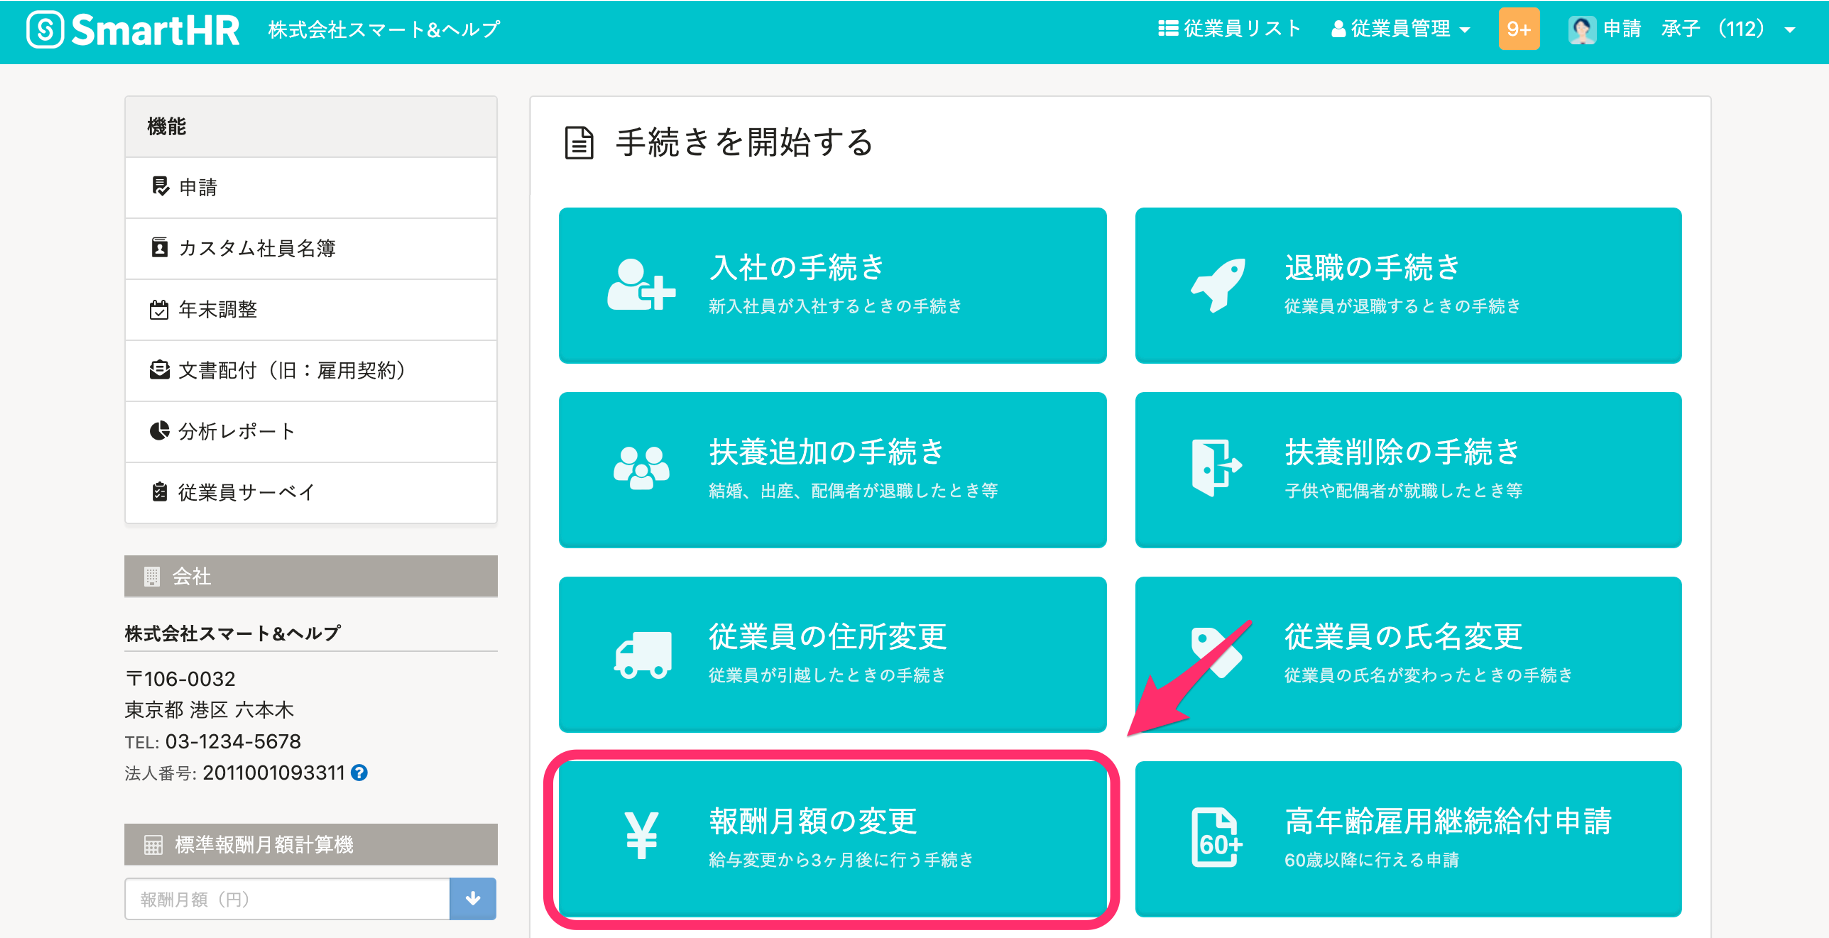 SmartHR 株式会社スマート&ヘルプ 従業員リスト 従業員管理 9+ 申請 承子 (112)
機能
申請
カスタム社員名簿
年末調整
文書配付（旧：雇用契約）
分析レポート
従業員サーベイ
会社
株式会社スマート&ヘルプ
〒106-0032
東京都 港区 六本木
TEL: 03-1234-5678
法人番号: 2011001093311
標準報酬月額計算機
報酬月額（円）
手続きを開始する
入社の手続き
新入社員が入社するときの手続き
退職の手続き
従業員が退職するときの手続き
扶養追加の手続き
結婚、出産、配偶者が退職したとき等
扶養削除の手続き
子供や配偶者が就職したとき等
従業員の住所変更
従業員が引越したときの手続き
従業員の氏名変更
従業員の氏名が変わったときの手続き
¥
報酬月額の変更
給与変更から3ヶ月後に行う手続き
60+
高年齢雇用継続給付申請
60歳以降に行える申請